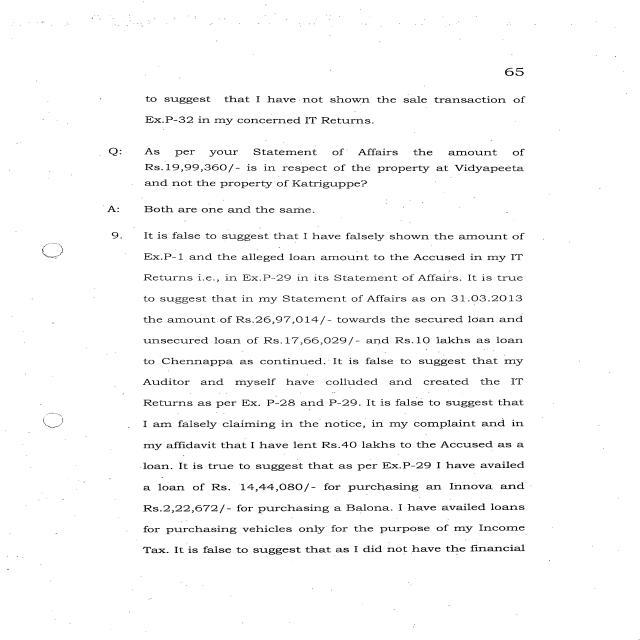 65
to suggest that I have not shown the sale transaction of
Ex.P-32 in my concerned IT Returns.
Q: As per your Statement of Affairs the amount of
Rs.19,99,360/- is in respect of the property at Vidyapeeta
and not the property of Katriguppe?
A: Both are one and the same.
9. It is false to suggest that I have falsely shown the amount of
Ex.P-1 and the alleged loan amount to the Accused in my IT
Returns i.e., in Ex.P-29 in its Statement of Affairs. It is true
to suggest that in my Statement of Affairs as on 31.03.2013
the amount of Rs.26,97,014/- towards the secured loan and
unsecured loan of Rs.17,66,029/- and Rs.10 lakhs as loan
to Chennappa as continued. It is false to suggest that my
Auditor and myself have colluded and created the IT
Returns as per Ex. P-28 and P-29. It is false to suggest that
I am falsely claiming in the notice, in my complaint and in
my affidavit that I have lent Rs.40 lakhs to the Accused as a
loan. It is true to suggest that as per Ex.P-29 I have availed
a loan of Rs. 14,44,080/- for purchasing an Innova and
Rs.2,22,672/- for purchasing a Balona. I have availed loans
for purchasing vehicles only for the purpose of my Income
Tax. It is false to suggest that as I did not have the financial